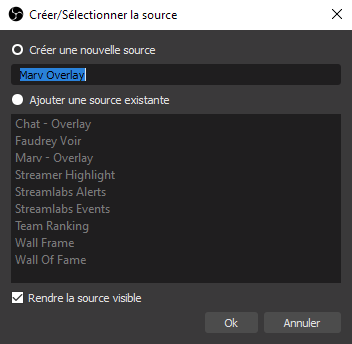 Créer/Sélectionner la source
Créer une nouvelle source
Marv Overlay
Ajouter une source existante
Chat - Overlay
Faudrey Voir
Marv - Overlay
Streamer Highlight
Streamlabs Alerts
Streamlabs Events
Team Ranking
Wall Frame
Wall Of Fame
Rendre la source visible
Ok
Annuler